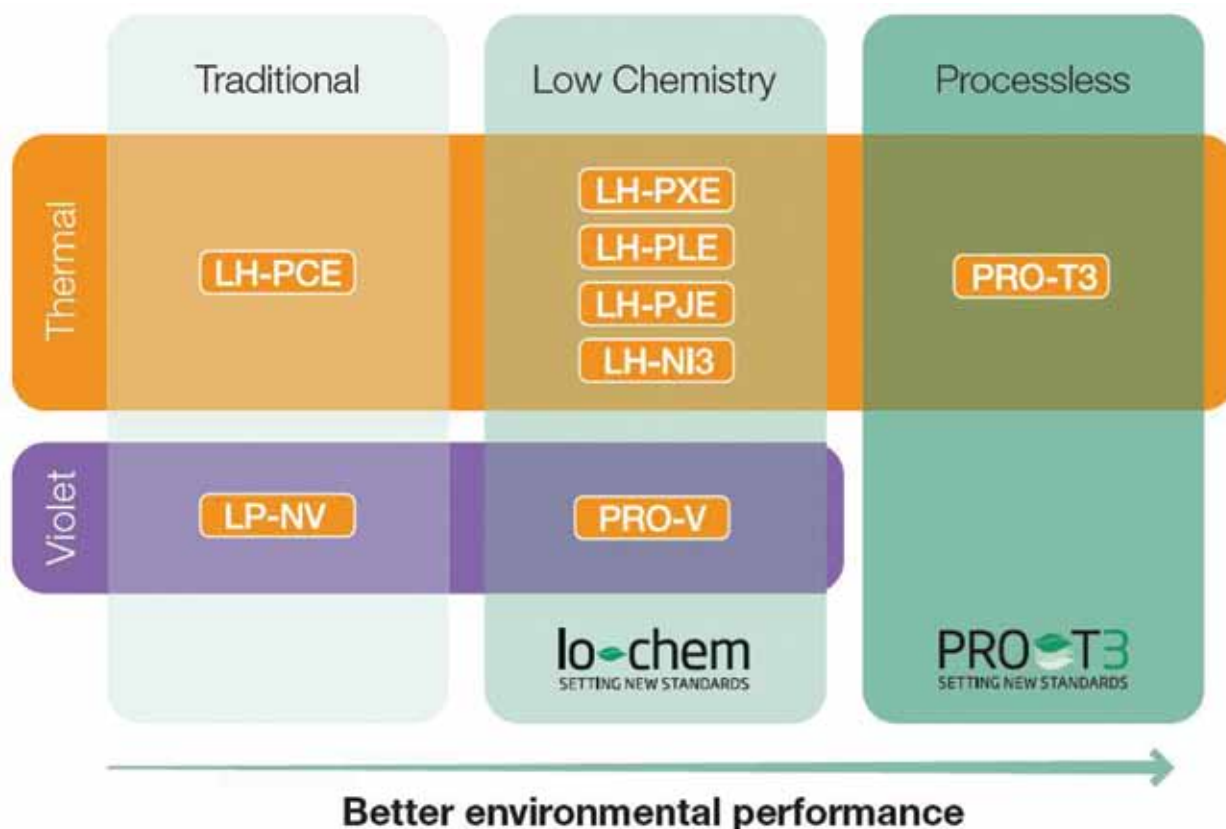 Traditional
Low Chemistry
Processless
Thermal
LH-PCE
LH-PXE
LH-PLE
LH-PJE
LH-NI3
PRO-T3
Violet
LP-NV
PRO-V
lo-chem
SETTING NEW STANDARDS
PRO T3
SETTING NEW STANDARDS
Better environmental performance